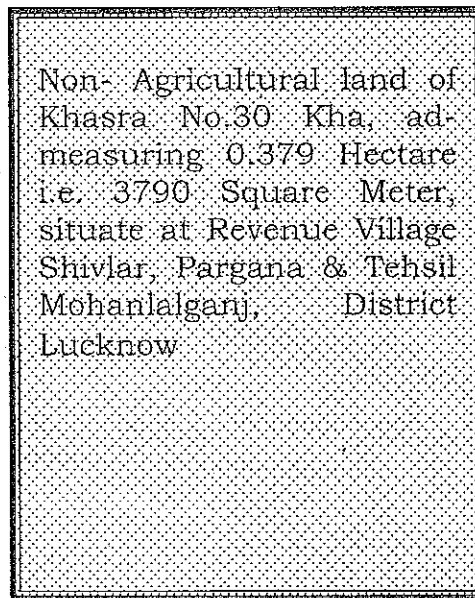 Non- Agricultural land of
Khasra No.30 Kha, ad-
measuring 0.379 Hectare
i.e. 3790 Square Meter,
situate at Revenue Village
Shivlar, Pargana & Tehsil
Mohanlalganj, District
Lucknow